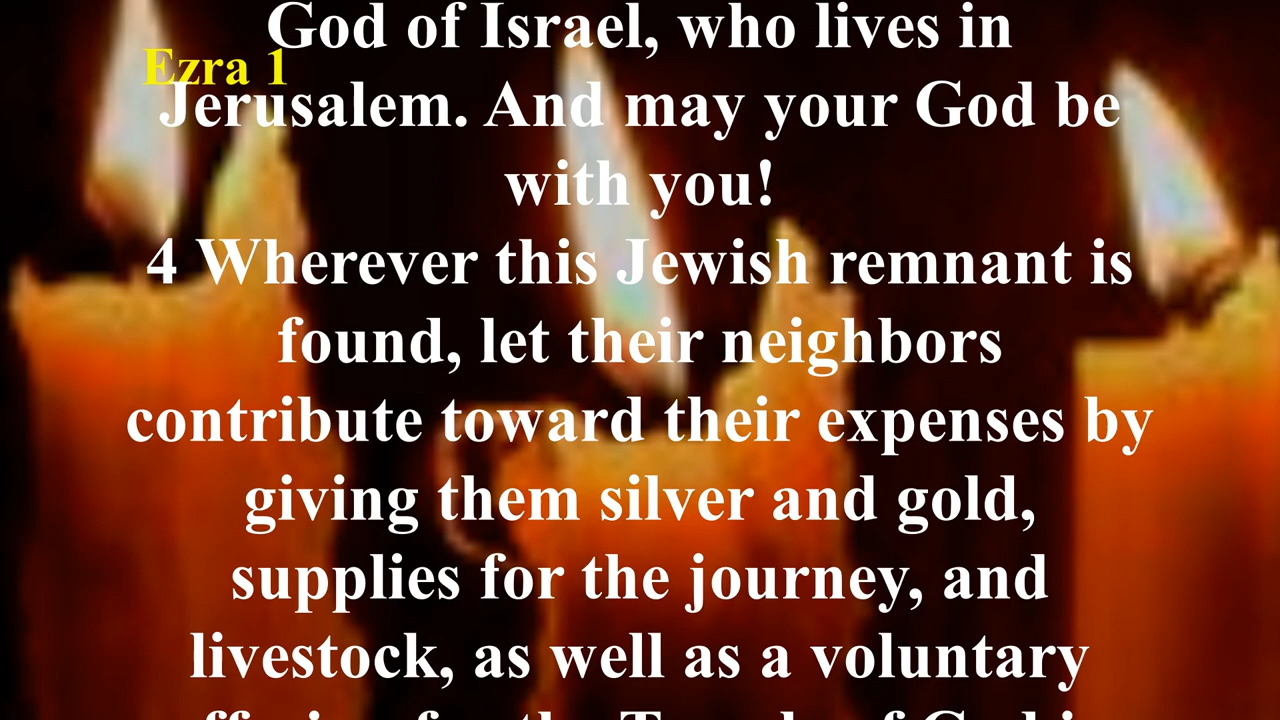 God of Israel, who lives in
Ezra 1
Jerusalem. And may your God be
with you!
4 Wherever this Jewish remnant is
found, let their neighbors
contribute toward their expenses by
giving them silver and gold,
supplies for the journey, and
livestock, as well as a voluntary